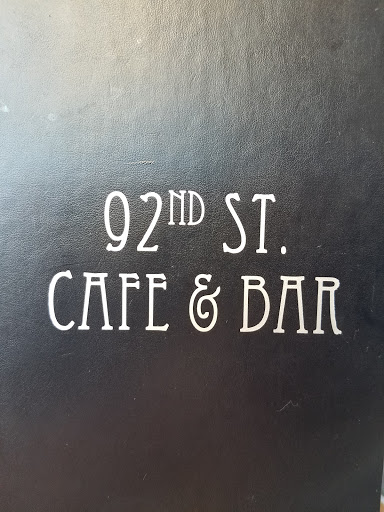 92ND ST.
CAFE & BAR